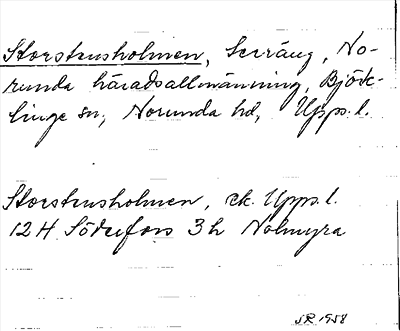 Storstensholmen, terräng, No-
runda häradsallmänning, Björk-
linge sn, Norunda hd, Upps. l.
Storstensholmen, ek. Upps. l.
12 H Söderfors 3 h Nolmyra
SR 1958